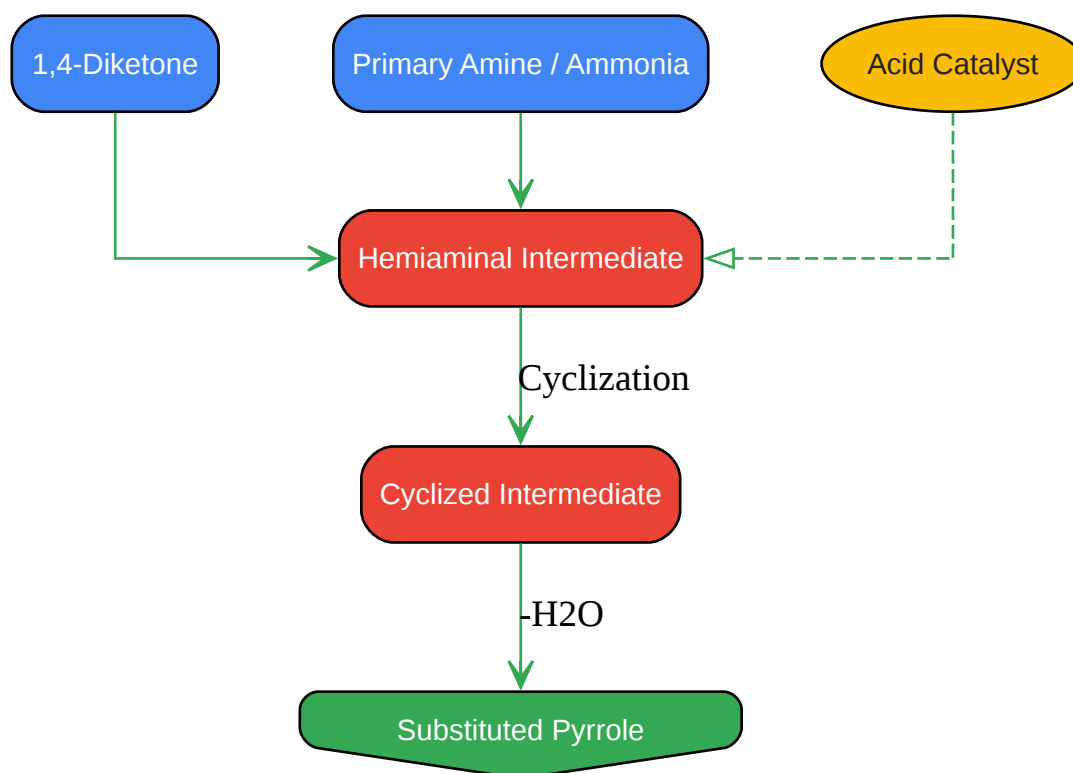 1,4-Diketone
Primary Amine / Ammonia
Acid Catalyst
Hemiaminal Intermediate
Cyclization
Cyclized Intermediate
-H2O
Substituted Pyrrole